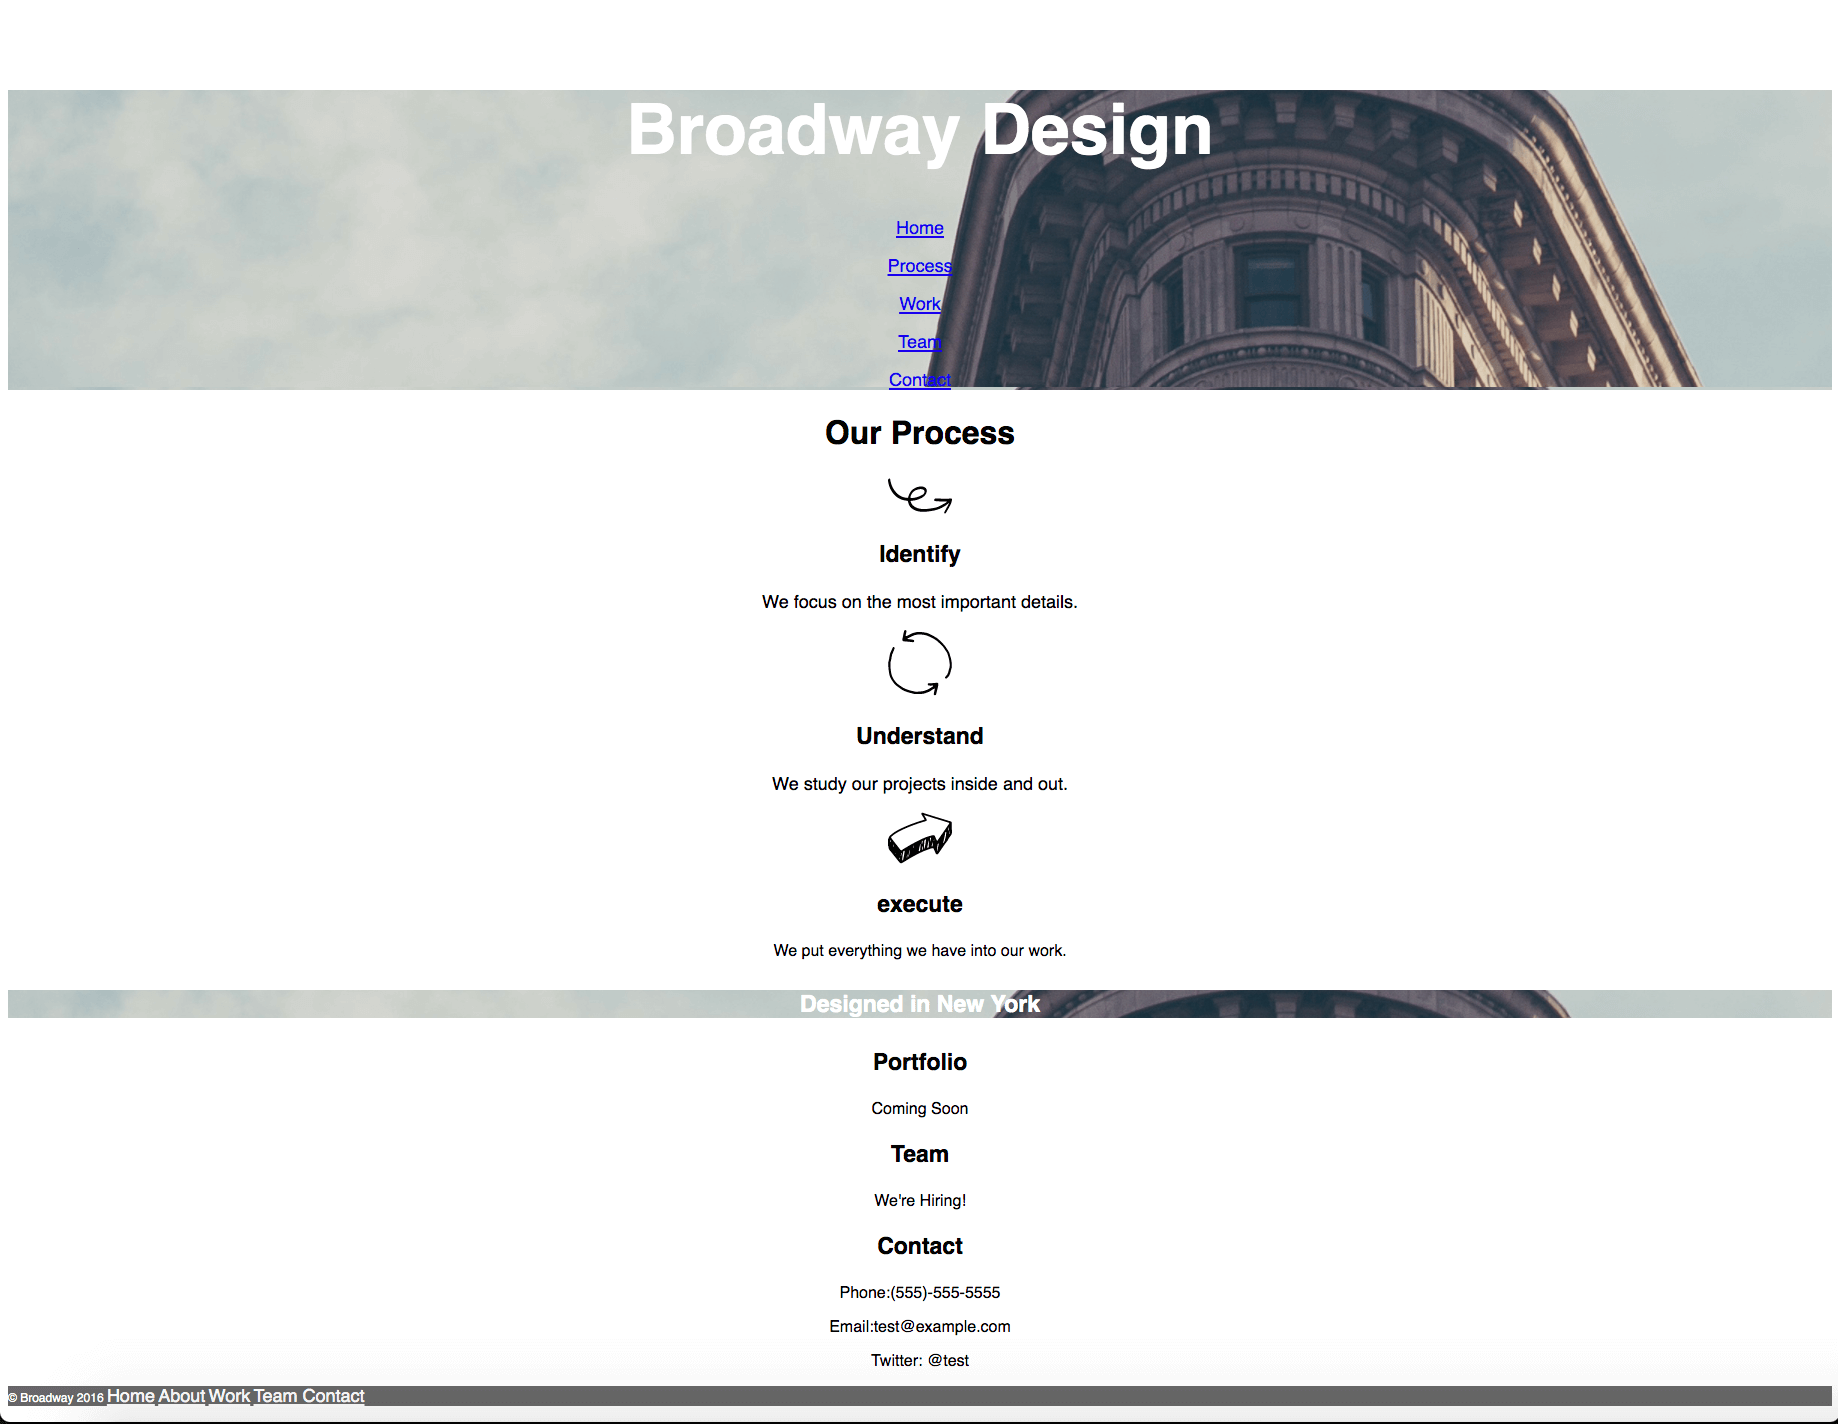 Broadway Design
Home
Process
Work
Team
Contact
Our Process
Identify
We focus on the most important details.
Understand
We study our projects inside and out.
execute
We put everything we have into our work.
Designed in New York
Portfolio
Coming Soon
Team
We're Hiring!
Contact
Phone:(555)-555-5555
Email:test@example.com
Twitter: @test
© Broadway 2016 Home About Work Team Contact